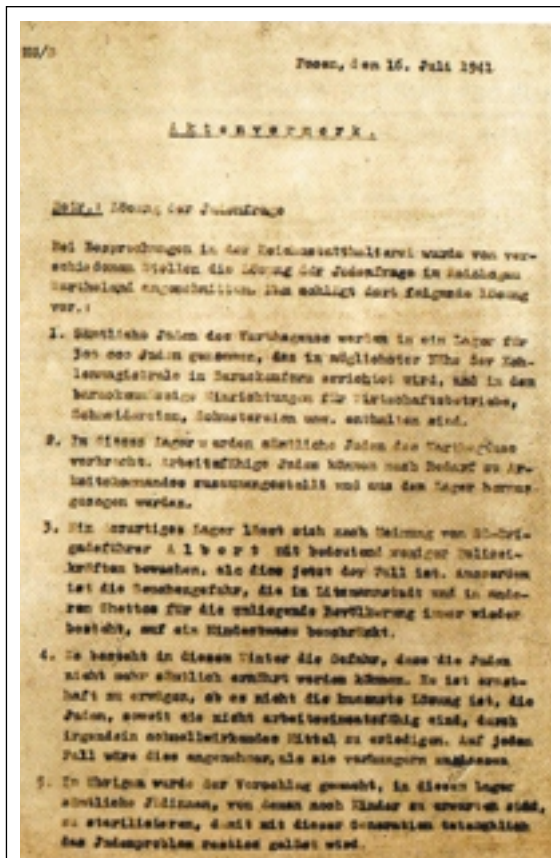 Posen, den 16. Juli 1941
Aktenvermerk.
Betr.: Lösung der Judenfrage
Bei Besprechungen in der Reichsstatthalterei wurde von ver-
schiedenen Stellen die Lösung der Judenfrage im Reichsgau
Wartheland angeschnitten. Man schlägt dort folgende Lösung
vor.:
1. Sämtliche Juden des Warthegaues werden in ein Lager für
300 000 Juden genommen, das in möglichster Nähe der Koh-
lenmagistrale in Barackenform errichtet wird, und in dem
barackenmässige Einrichtungen für Wirtschaftsbetriebe,
Schneidereien, Schustereien usw. enthalten sind.
2. In dieses Lager werden sämtliche Juden des Warthegaues
verbracht. Arbeitsfähige Juden können nach Bedarf zu Ar-
beitskommandos zusammengestellt und aus dem Lager heraus-
gezogen werden.
3. Ein derartiges Lager lässt sich nach Meinung von SS-Bri-
gadeführer Albert mit bedeutend weniger Polizei-
kräften bewachen, als dies jetzt der Fall ist. Ausserdem
ist die Seuchengefahr, die in Litzmannstadt und in ande-
ren Ghettos für die umliegende Bevölkerung immer wieder
besteht, auf ein Mindestmass beschränkt.
4. Es besteht in diesem Winter die Gefahr, dass die Juden
nicht mehr sämtlich ernährt werden können. Es ist ernst-
haft zu erwägen, ob es nicht die humanste Lösung ist, die
Juden, soweit sie nicht arbeitseinsatzfähig sind, durch
irgendein schnellwirkendes Mittel zu erledigen. Auf jeden
Fall wäre dies angenehmer, als sie verhungern zu lassen
5. Im übrigen wurde der Vorschlag gemacht, in diesem Lager
sämtliche Jüdinnen, von denen noch Kinder zu erwarten sind,
zu sterilisieren, damit mit dieser Generation tatsächlich
das Judenproblem restlos gelöst wird.